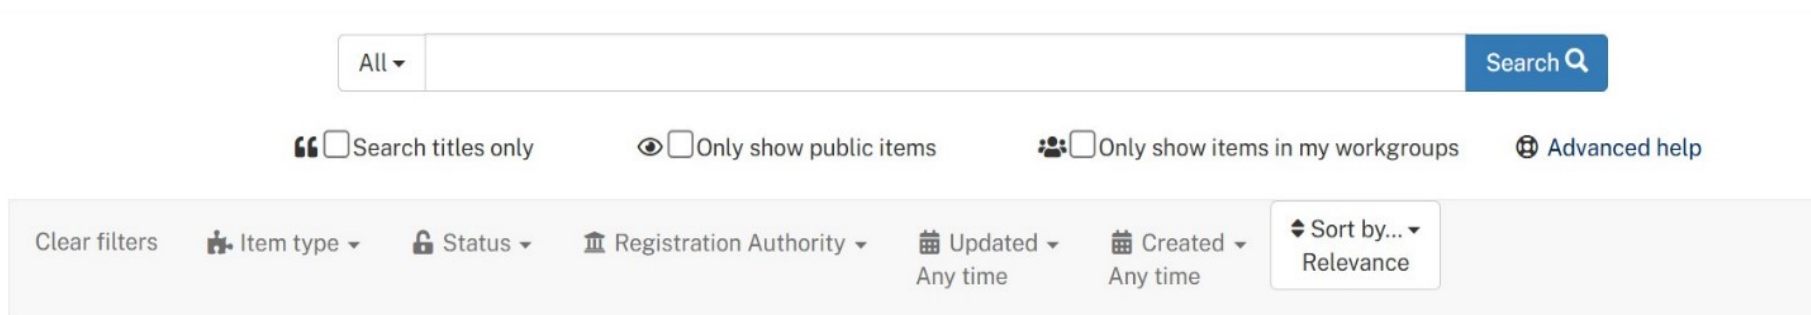 All
Search
Search titles only
Only show public items
Only show items in my workgroups
Advanced help
Clear filters
Item type
Status
Registration Authority
Updated
Any time
Created
Any time
Sort by...
Relevance